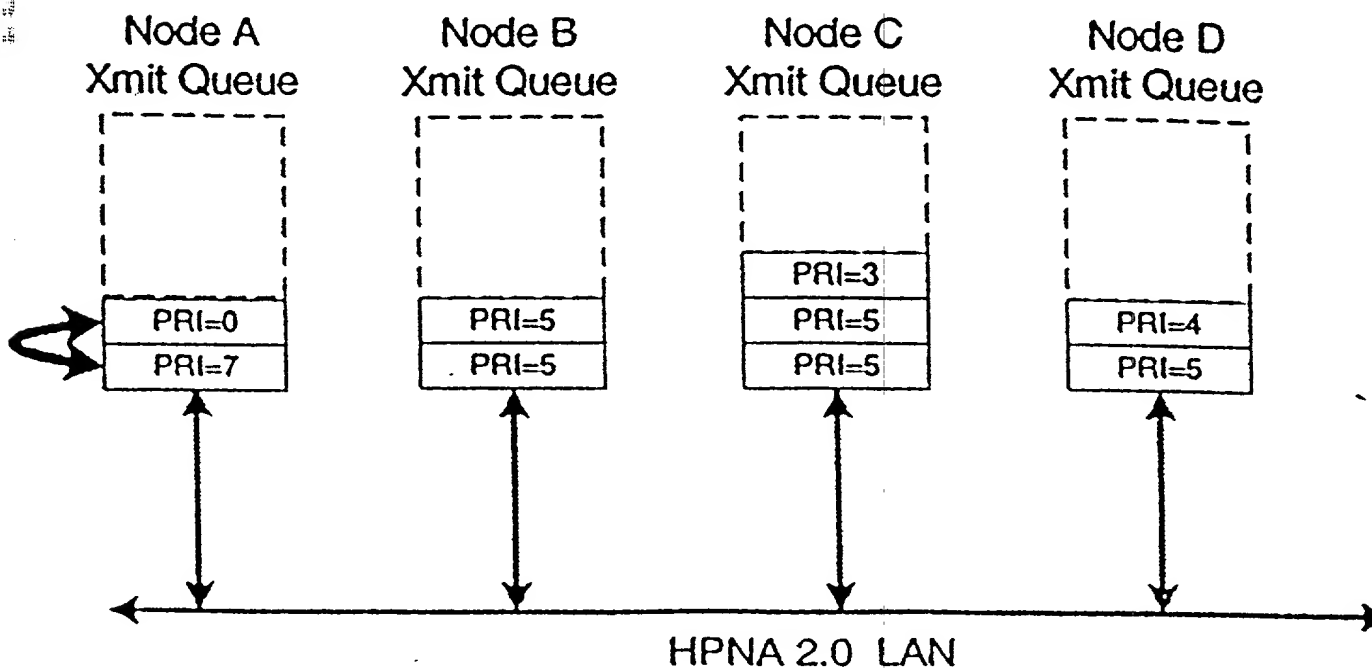 Node A
Xmit Queue
Node B
Xmit Queue
Node C
Xmit Queue
Node D
Xmit Queue
PRI=0
PRI=7
PRI=5
PRI=5
PRI=3
PRI=5
PRI=5
PRI=4
PRI=5
HPNA 2.0 LAN